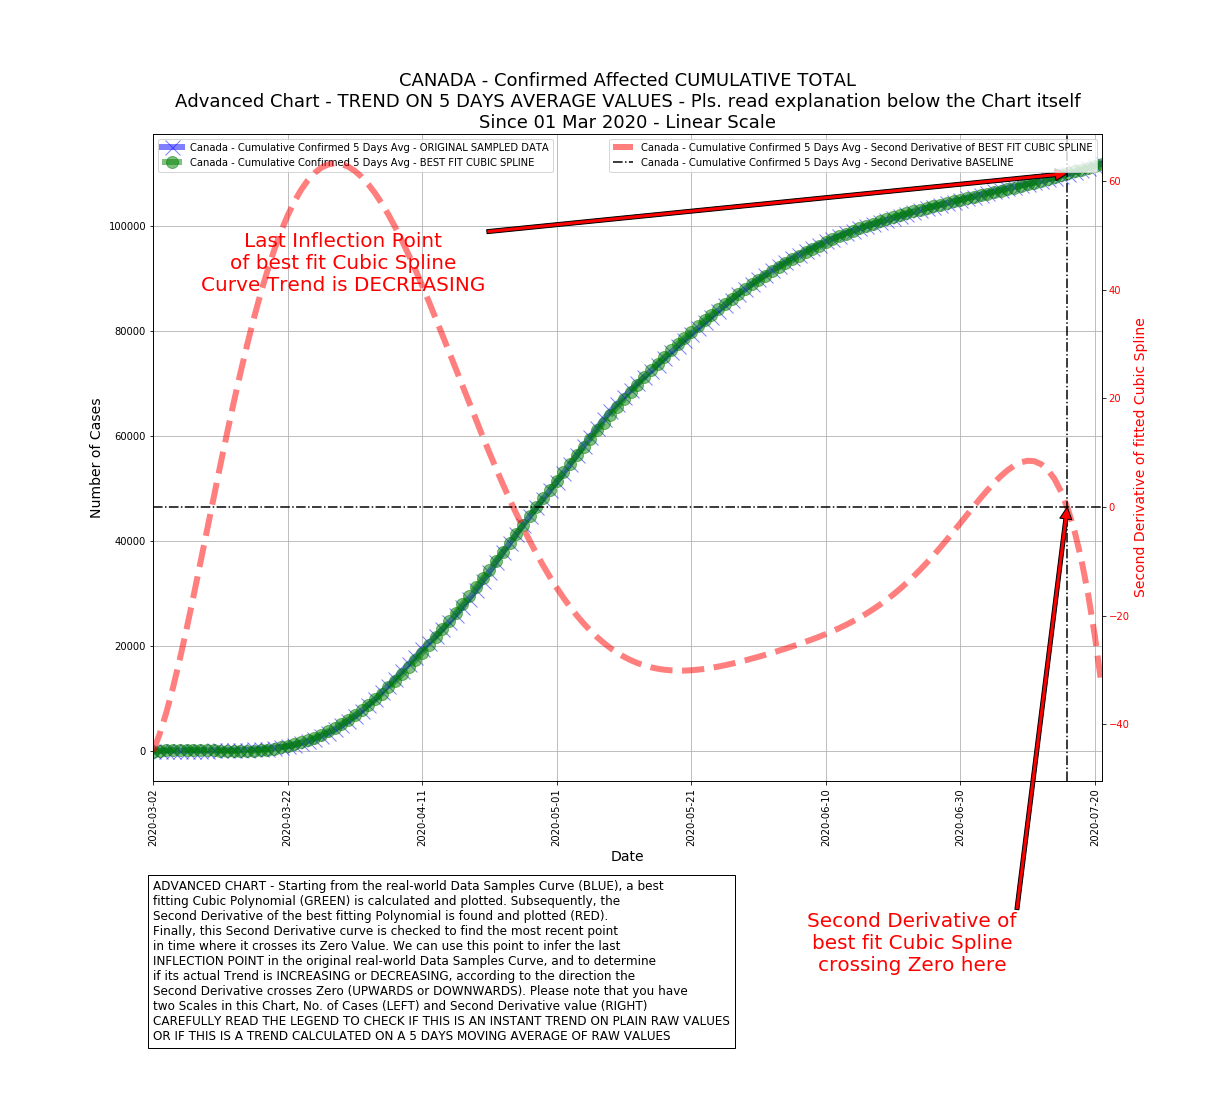 CANADA - Confirmed Affected CUMULATIVE TOTAL
Advanced Chart - TREND ON 5 DAYS AVERAGE VALUES - Pls. read explanation below the Chart itself
Since 01 Mar 2020 - Linear Scale
Canada - Cumulative Confirmed 5 Days Avg - ORIGINAL SAMPLED DATA
Canada - Cumulative Confirmed 5 Days Avg - BEST FIT CUBIC SPLINE
Canada - Cumulative Confirmed 5 Days Avg - Second Derivative of BEST FIT CUBIC SPLINE
Canada - Cumulative Confirmed 5 Days Avg - Second Derivative BASELINE
Last Inflection Point
of best fit Cubic Spline
Curve Trend is DECREASING
Number of Cases
100000
80000
60000
40000
20000
0
60
40
20
0
−20
−40
Second Derivative of fitted Cubic Spline
2020-03-02
2020-03-22
2020-04-11
2020-05-01
2020-05-21
2020-06-10
2020-06-30
2020-07-20
Date
ADVANCED CHART - Starting from the real-world Data Samples Curve (BLUE), a best
fitting Cubic Polynomial (GREEN) is calculated and plotted. Subsequently, the
Second Derivative of the best fitting Polynomial is found and plotted (RED).
Finally, this Second Derivative curve is checked to find the most recent point
in time where it crosses its Zero Value. We can use this point to infer the last
INFLECTION POINT in the original real-world Data Samples Curve, and to determine
if its actual Trend is INCREASING or DECREASING, according to the direction the
Second Derivative crosses Zero (UPWARDS or DOWNWARDS). Please note that you have
two Scales in this Chart, No. of Cases (LEFT) and Second Derivative value (RIGHT)
CAREFULLY READ THE LEGEND TO CHECK IF THIS IS AN INSTANT TREND ON PLAIN RAW VALUES
OR IF THIS IS A TREND CALCULATED ON A 5 DAYS MOVING AVERAGE OF RAW VALUES
Second Derivative of
best fit Cubic Spline
crossing Zero here